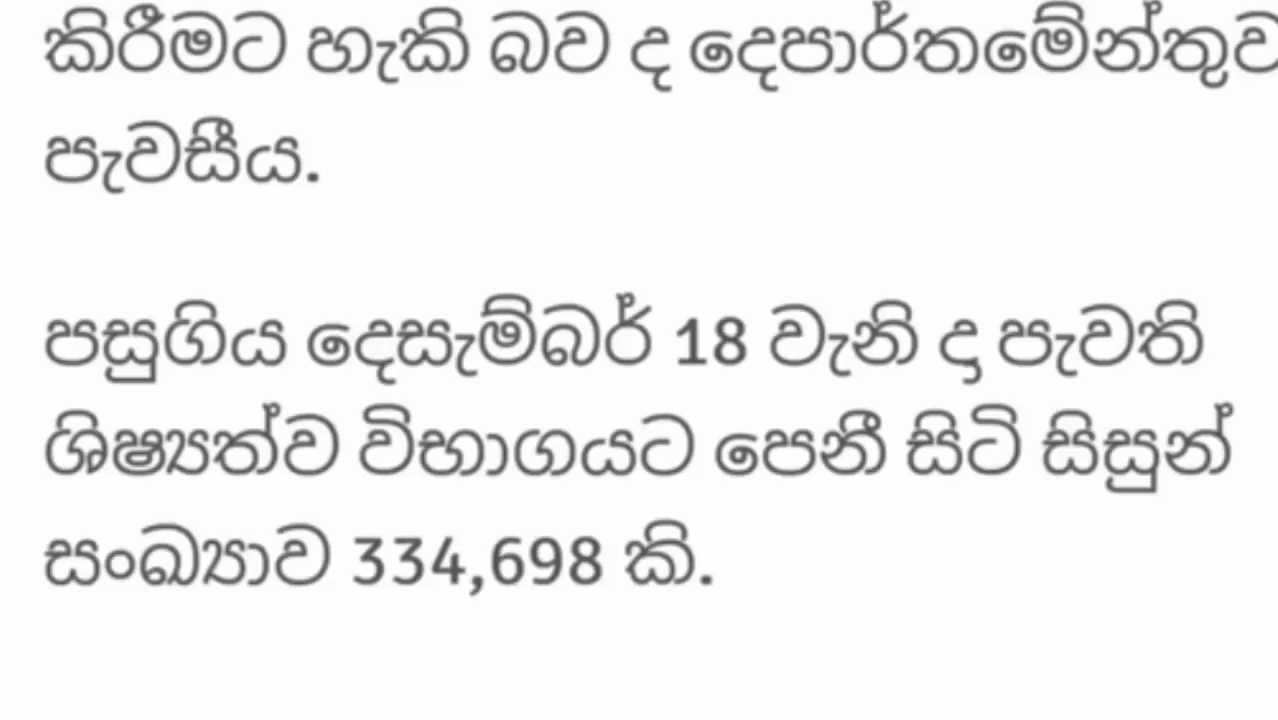 කිරීමට හැකි බව ද දෙපාර්තමේන්තුව
පැවසීය.
පසුගිය දෙසැම්බර් 18 වැනි දා පැවති
ශිෂ්‍යත්ව විභාගයට පෙනී සිටි සිසුන්
සංඛ්‍යාව 334,698 කි.